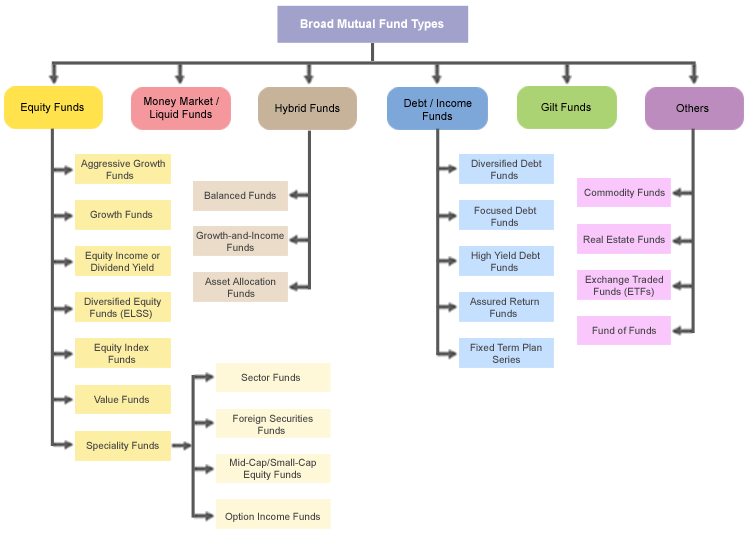 Broad Mutual Fund Types
Equity Funds
Money Market /
Liquid Funds
Hybrid Funds
Debt / Income
Funds
Gilt Funds
Others
Aggressive Growth
Funds
Growth Funds
Equity Income or
Dividend Yield
Diversified Equity
Funds (ELSS)
Equity Index
Funds
Value Funds
Speciality Funds
Sector Funds
Foreign Securities
Funds
Mid-Cap/Small-Cap
Equity Funds
Option Income Funds
Balanced Funds
Growth-and-Income
Funds
Asset Allocation
Funds
Diversified Debt
Funds
Focused Debt
Funds
High Yield Debt
Funds
Assured Return
Funds
Fixed Term Plan
Series
Commodity Funds
Real Estate Funds
Exchange Traded
Funds (ETFs)
Fund of Funds